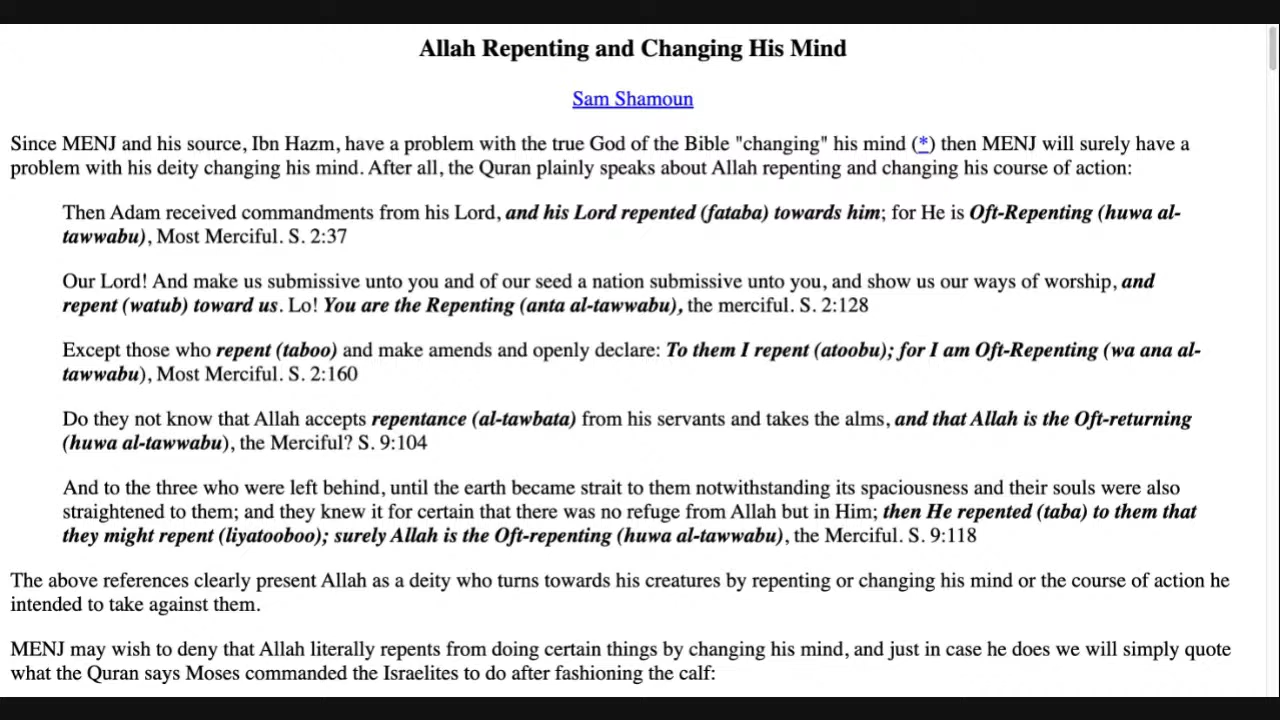 Allah Repenting and Changing His Mind
Sam Shamoun
Since MENJ and his source, Ibn Hazm, have a problem with the true God of the Bible "changing" his mind (*) then MENJ will surely have a
problem with his deity changing his mind. After all, the Quran plainly speaks about Allah repenting and changing his course of action:
Then Adam received commandments from his Lord, and his Lord repented (fataba) towards him; for He is Oft-Repenting (huwa al-
tawwabu), Most Merciful. S. 2:37
Our Lord! And make us submissive unto you and of our seed a nation submissive unto you, and show us our ways of worship, and
repent (watub) toward us. Lo! You are the Repenting (anta al-tawwabu), the merciful. S. 2:128
Except those who repent (taboo) and make amends and openly declare: To them I repent (atoobu); for I am Oft-Repenting (wa ana al-
tawwabu), Most Merciful. S. 2:160
Do they not know that Allah accepts repentance (al-tawbata) from his servants and takes the alms, and that Allah is the Oft-returning
(huwa al-tawwabu), the Merciful? S. 9:104
And to the three who were left behind, until the earth became strait to them notwithstanding its spaciousness and their souls were also
straightened to them; and they knew it for certain that there was no refuge from Allah but in Him; then He repented (taba) to them that
they might repent (liyatooboo); surely Allah is the Oft-repenting (huwa al-tawwabu), the Merciful. S. 9:118
The above references clearly present Allah as a deity who turns towards his creatures by repenting or changing his mind or the course of action he
intended to take against them.
MENJ may wish to deny that Allah literally repents from doing certain things by changing his mind, and just in case he does we will simply quote
what the Quran says Moses commanded the Israelites to do after fashioning the calf: